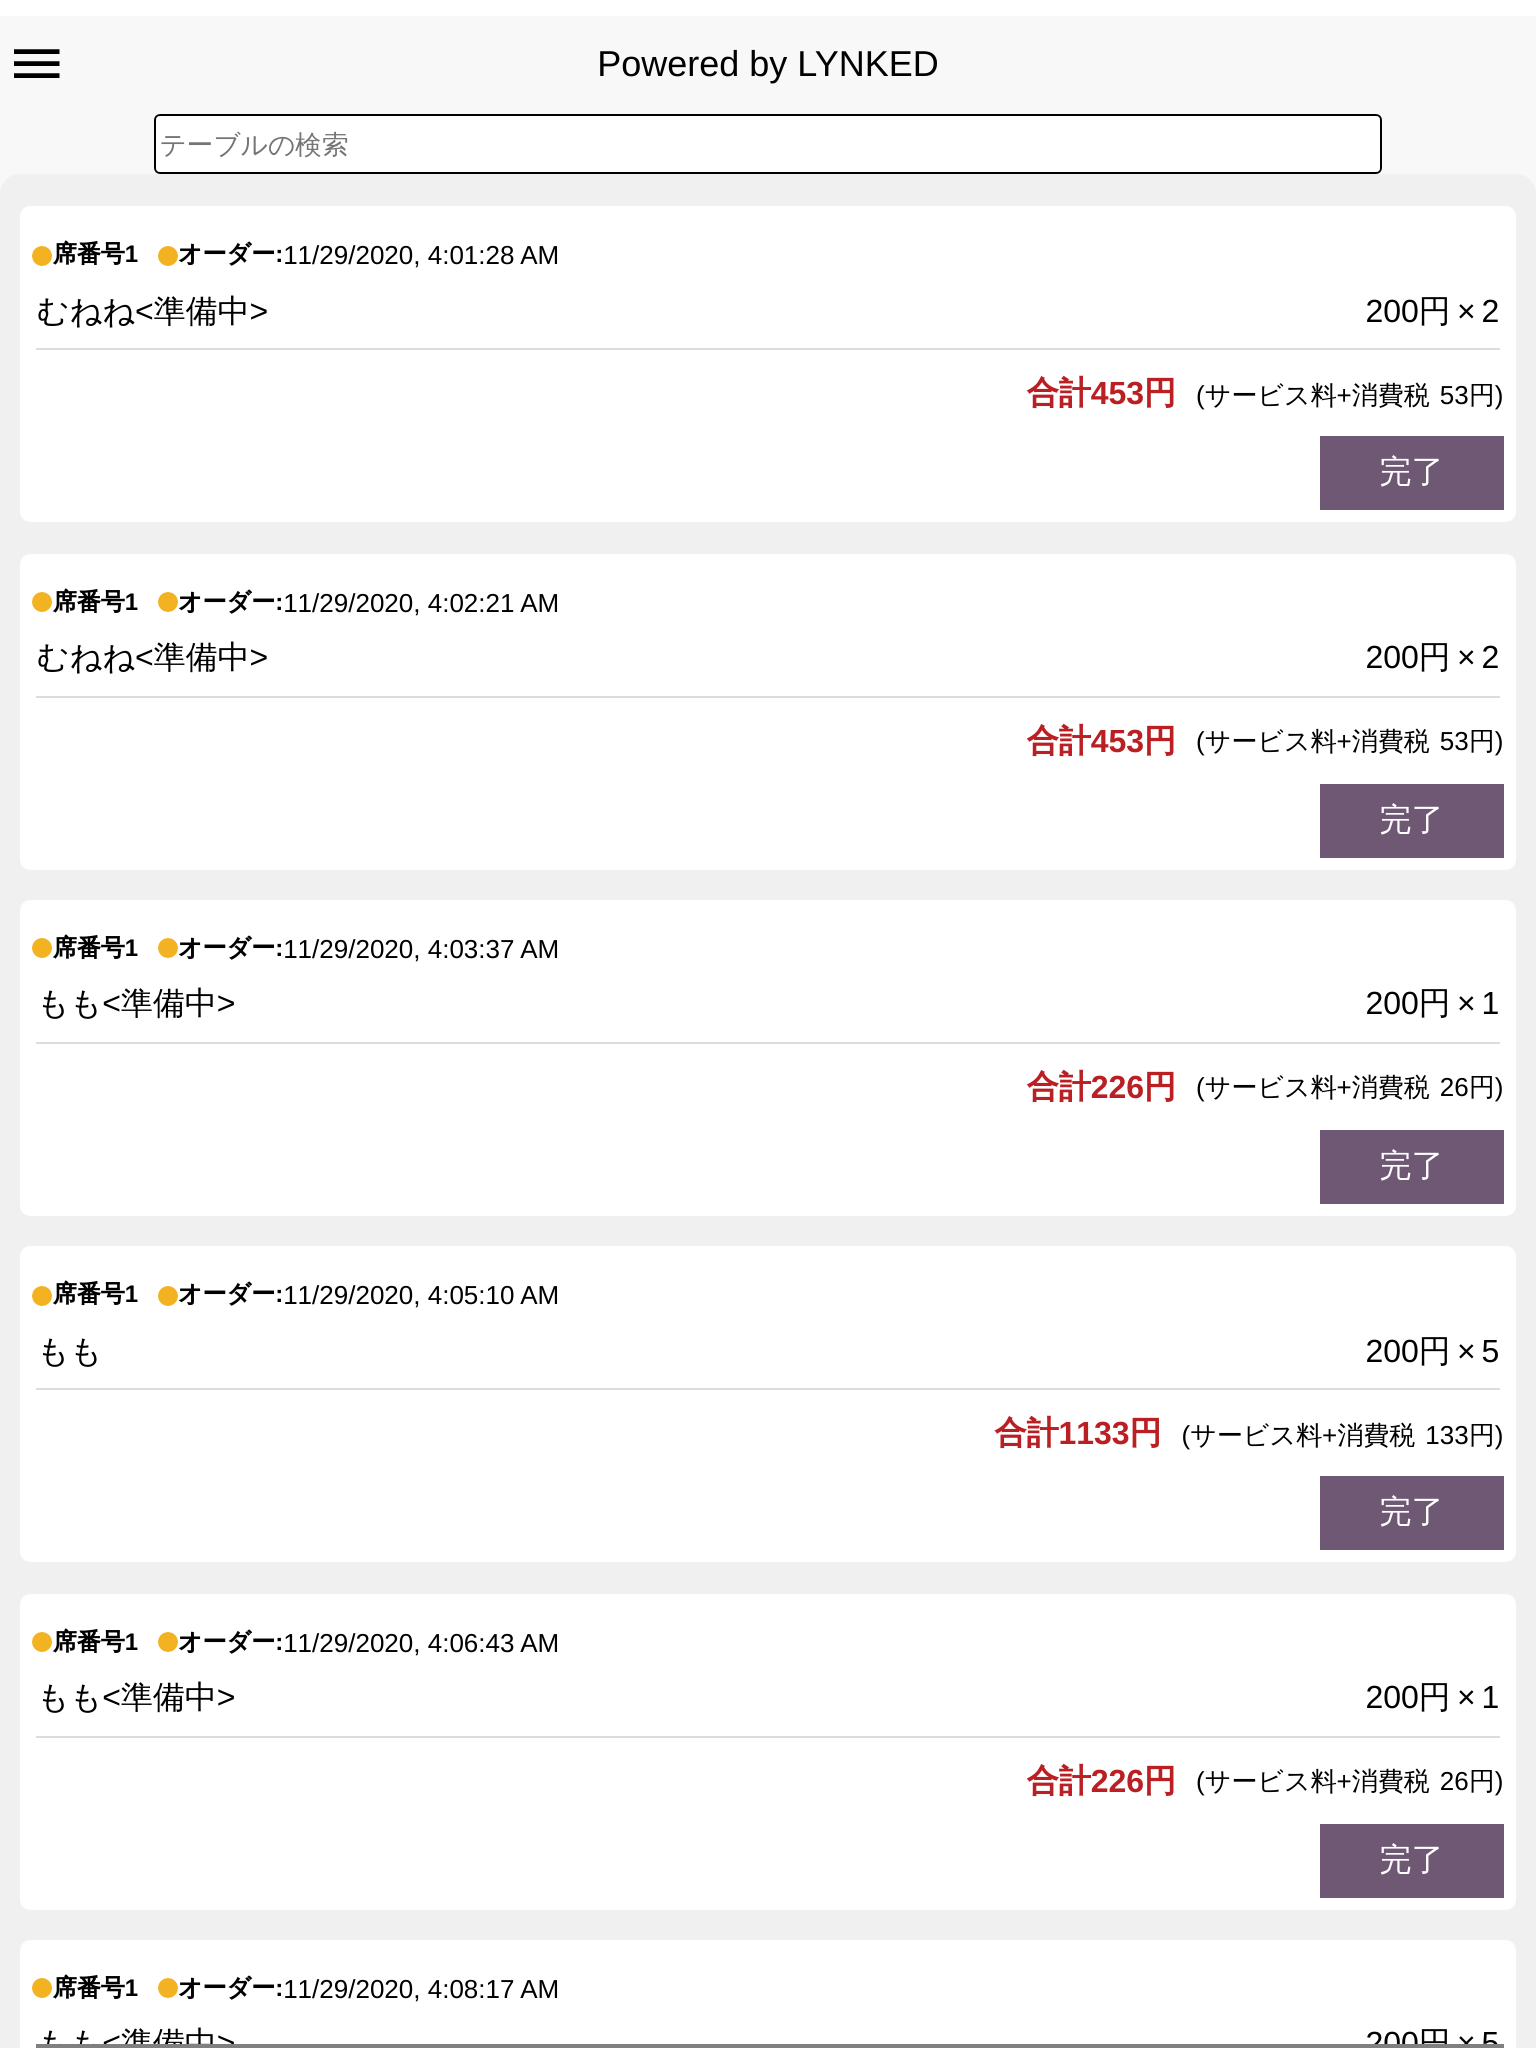 Powered by LYNKED
テーブルの検索
席番号1 オーダー:11/29/2020, 4:01:28 AM
むねね<準備中> 200円 × 2
合計453円 (サービス料+消費税 53円)
完了
席番号1 オーダー:11/29/2020, 4:02:21 AM
むねね<準備中> 200円 × 2
合計453円 (サービス料+消費税 53円)
完了
席番号1 オーダー:11/29/2020, 4:03:37 AM
もも<準備中> 200円 × 1
合計226円 (サービス料+消費税 26円)
完了
席番号1 オーダー:11/29/2020, 4:05:10 AM
もも 200円 × 5
合計1133円 (サービス料+消費税 133円)
完了
席番号1 オーダー:11/29/2020, 4:06:43 AM
もも<準備中> 200円 × 1
合計226円 (サービス料+消費税 26円)
完了
席番号1 オーダー:11/29/2020, 4:08:17 AM
もも<準備中> 200円 × 5